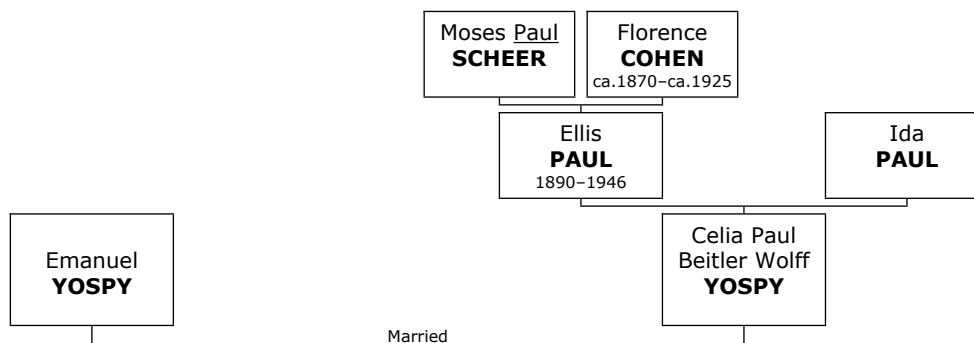 Moses Paul
SCHEER
Florence
COHEN
ca.1870–ca.1925
Ellis
PAUL
1890–1946
Ida
PAUL
Emanuel
YOSPY
Celia Paul
Beitler Wolff
YOSPY
Married